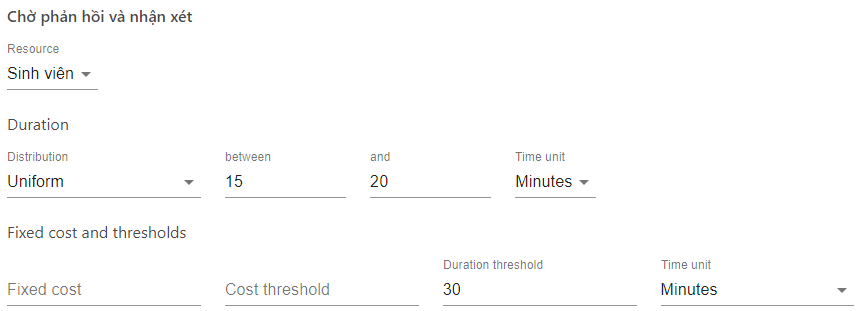 Chờ phản hồi và nhận xét
Resource
Sinh viên
Duration
Distribution between and Time unit
Uniform 15 20 Minutes
Fixed cost and thresholds
Duration threshold Time unit
Fixed cost Cost threshold 30 Minutes